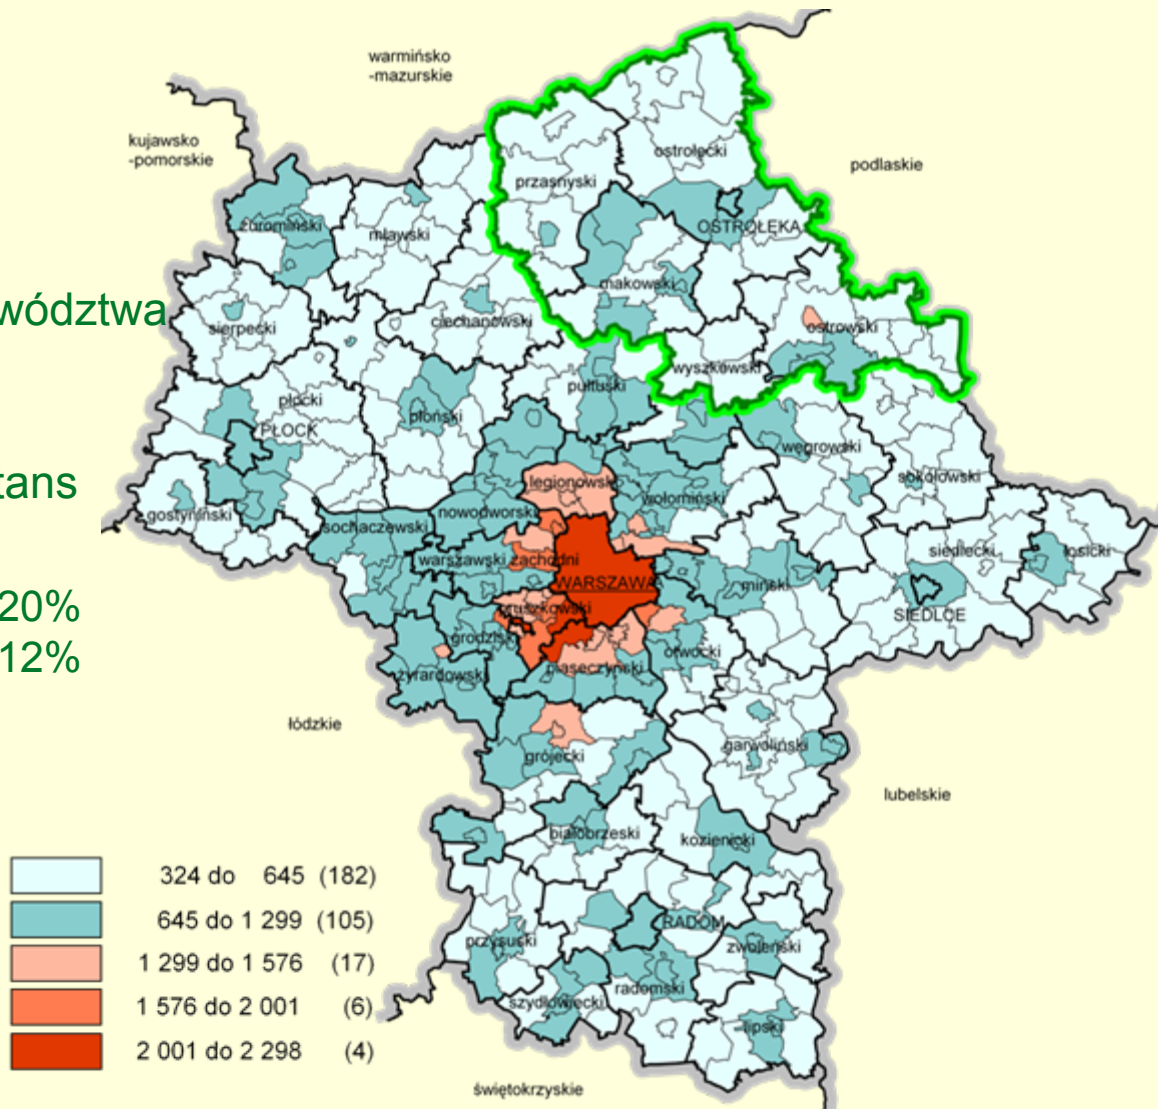 warmińsko
-mazurskie
kujawsko
-pomorskie
podlaskie
ostrołęcki
przasnyski
OSTROŁĘKA
żuromiński
mławski
makowski
wództwa
sierpecki
ciechanowski
ostrowski
wyszkowski
pułtuski
płocki
płoński
PŁOCK
węgrowski
sokołowski
tans
legionowski
wołomiński
gostyniński
nowodworski
sochaczewski
siedlecki
łosicki
warszawski zachodni
WARSZAWA
miński
20%
pruszkowski
SIEDLCE
12%
grodziski
otwocki
piaseczyński
żyrardowski
łódzkie
garwoliński
grójecki
lubelskie
białobrzeski
kozienicki
324 do 645 (182)
645 do 1 299 (105)
RADOM
przysuski
zwoleński
1 299 do 1 576 (17)
radomski
1 576 do 2 001 (6)
szydłowiecki
lipski
2 001 do 2 298 (4)
świętokrzyskie